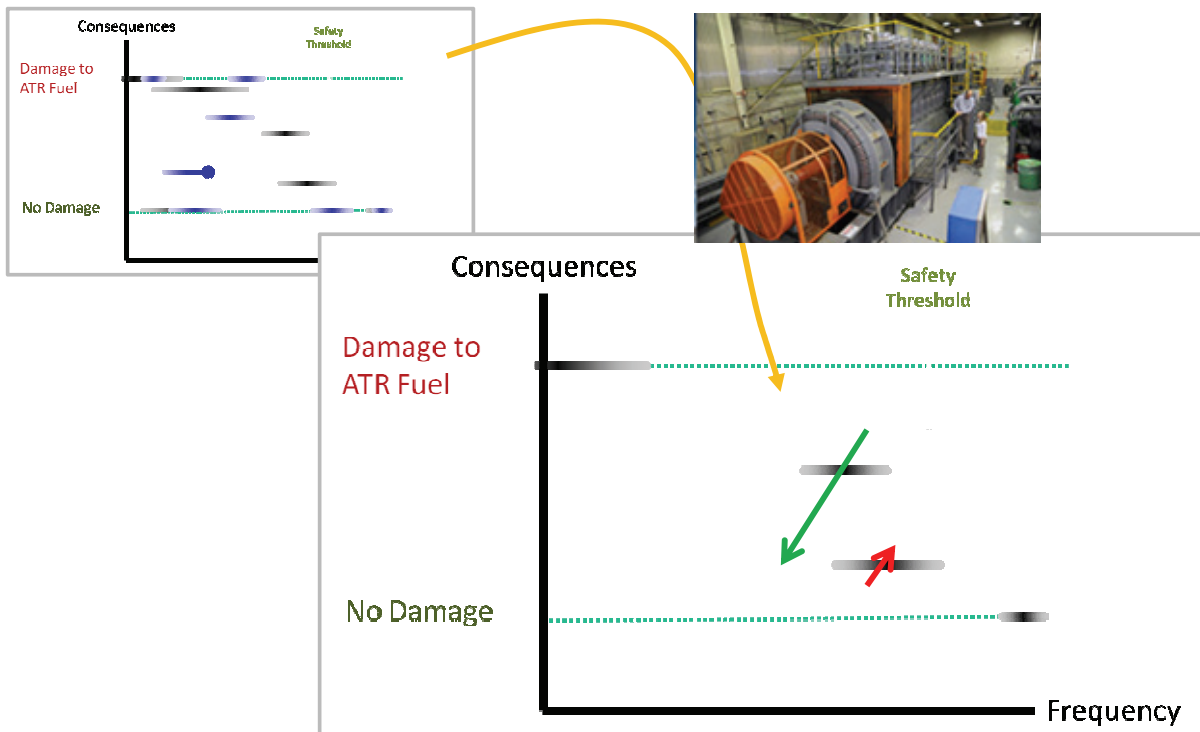 Consequences
Safety
Threshold
Damage to
ATR Fuel
No Damage
Consequences
Safety
Threshold
Damage to
ATR Fuel
No Damage
Frequency